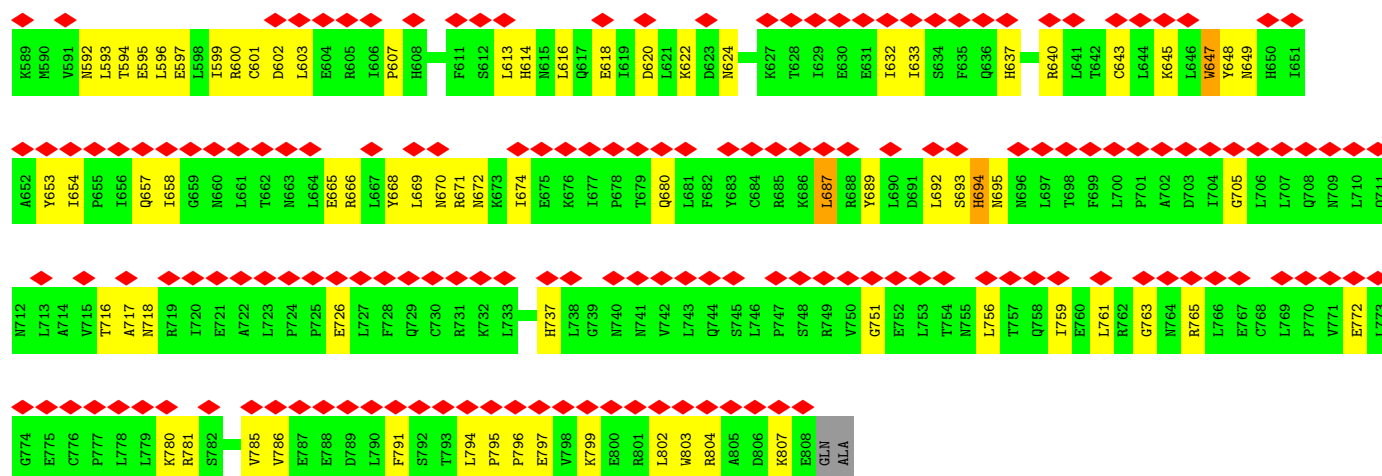 K589 M590 V591 N592 L593 T594 E595 L596 E597 L598 I599 R600 C601 D602 L603 E604 R605 I606 P607 H608 F611 S612 L613 H614 N615 L616 Q617 E618 I619 D620 L621 K622 D623 N624 K627 T628 I629 E630 E631 I632 I633 S634 F635 Q636 H637 R640 L641 T642 C643 L644 K645 L646 W647 Y648 N649 H650 I651
A652 Y653 I654 P655 I656 Q657 I658 G659 N660 L661 T662 N663 L664 E665 R666 L667 Y668 L669 N670 R671 N672 K673 I674 E675 K676 I677 P678 T679 Q680 L681 F682 Y683 C684 R685 K686 L687 R688 Y689 L690 D691 L692 S693 H694 N695 N696 L697 T698 F699 L700 P701 A702 D703 I704 G705 L706 L707 Q708 N709 L710 Q711
N712 L713 A714 V715 T716 A717 N718 R719 I720 E721 A722 L723 P724 P725 E726 L727 F728 Q729 C730 R731 K732 L733 H737 L738 G739 N740 N741 V742 L743 Q744 S745 L746 P747 S748 R749 V750 G751 E752 L753 T754 N755 L756 T757 Q758 I759 E760 L761 R762 G763 N764 R765 L766 E767 C768 L769 P770 V771 E772 L773
G774 E775 C776 P777 L778 L779 K780 R781 S782 V785 V786 E787 E788 D789 L790 F791 S792 T793 L794 P795 P796 E797 V798 K799 E800 R801 L802 W803 R804 A805 D806 K807 E808 GLN ALA